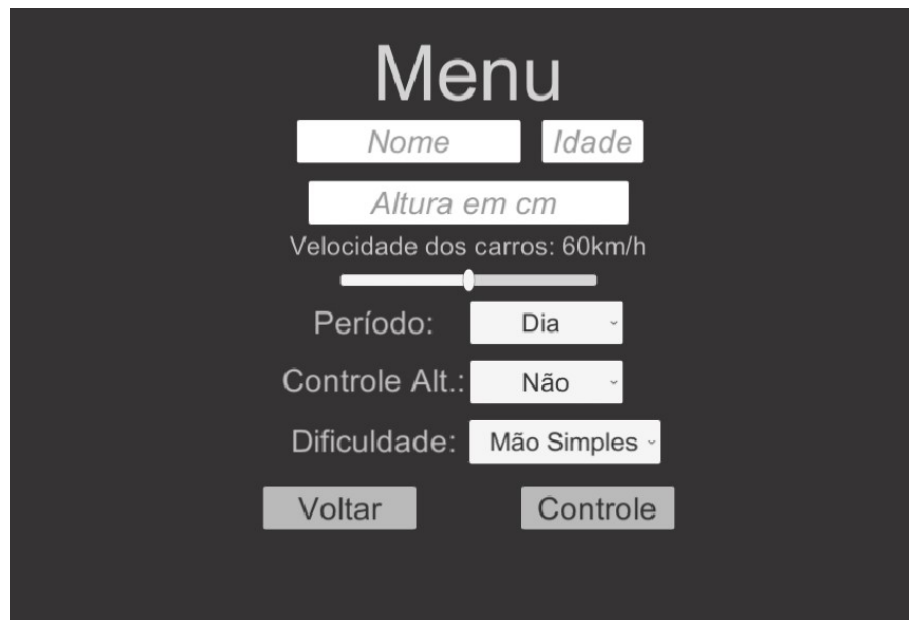 Menu
Nome Idade
Altura em cm
Velocidade dos carros: 60km/h
Período: Dia
Controle Alt.: Não
Dificuldade: Mão Simples
Voltar Controle